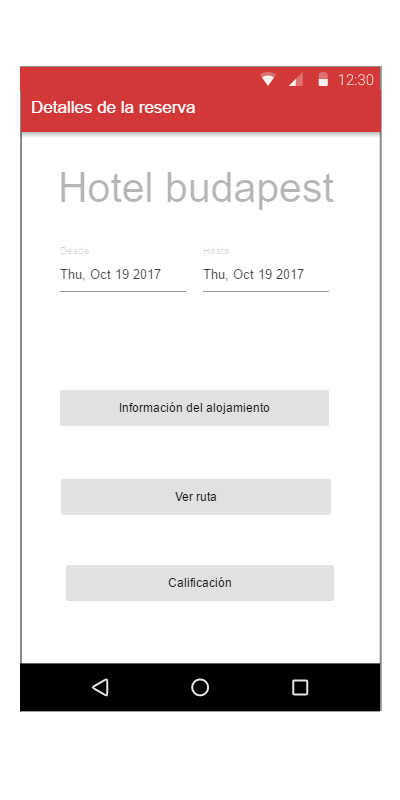 12:30
Detalles de la reserva
Hotel budapest
Desde Hasta
Thu, Oct 19 2017 Thu, Oct 19 2017
Información del alojamiento
Ver ruta
Calificación